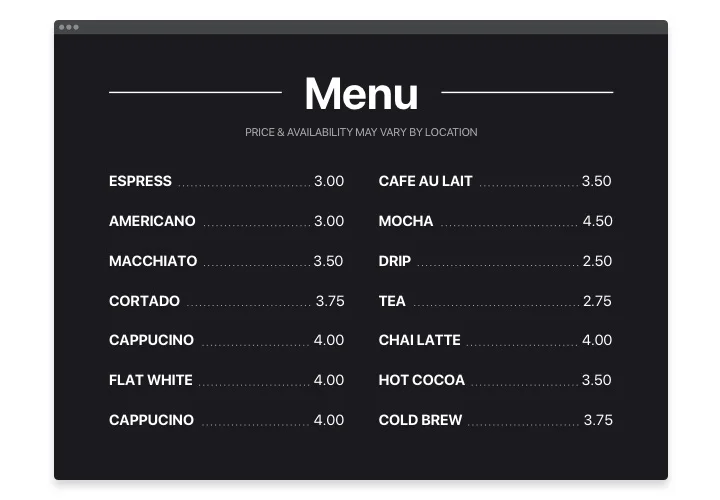 Menu
PRICE & AVAILABILITY MAY VARY BY LOCATION
ESPRESS 3.00
AMERICANO 3.00
MACCHIATO 3.50
CORTADO 3.75
CAPPUCINO 4.00
FLAT WHITE 4.00
CAPPUCINO 4.00
CAFE AU LAIT 3.50
MOCHA 4.50
DRIP 2.50
TEA 2.75
CHAI LATTE 4.00
HOT COCOA 3.50
COLD BREW 3.75